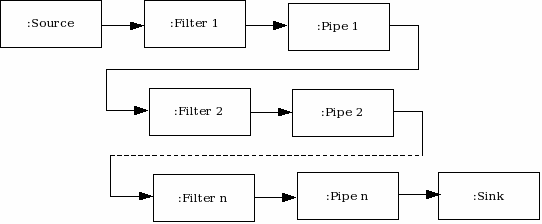 :Source
:Filter 1
:Pipe 1
:Filter 2
:Pipe 2
:Filter n
:Pipe n
:Sink